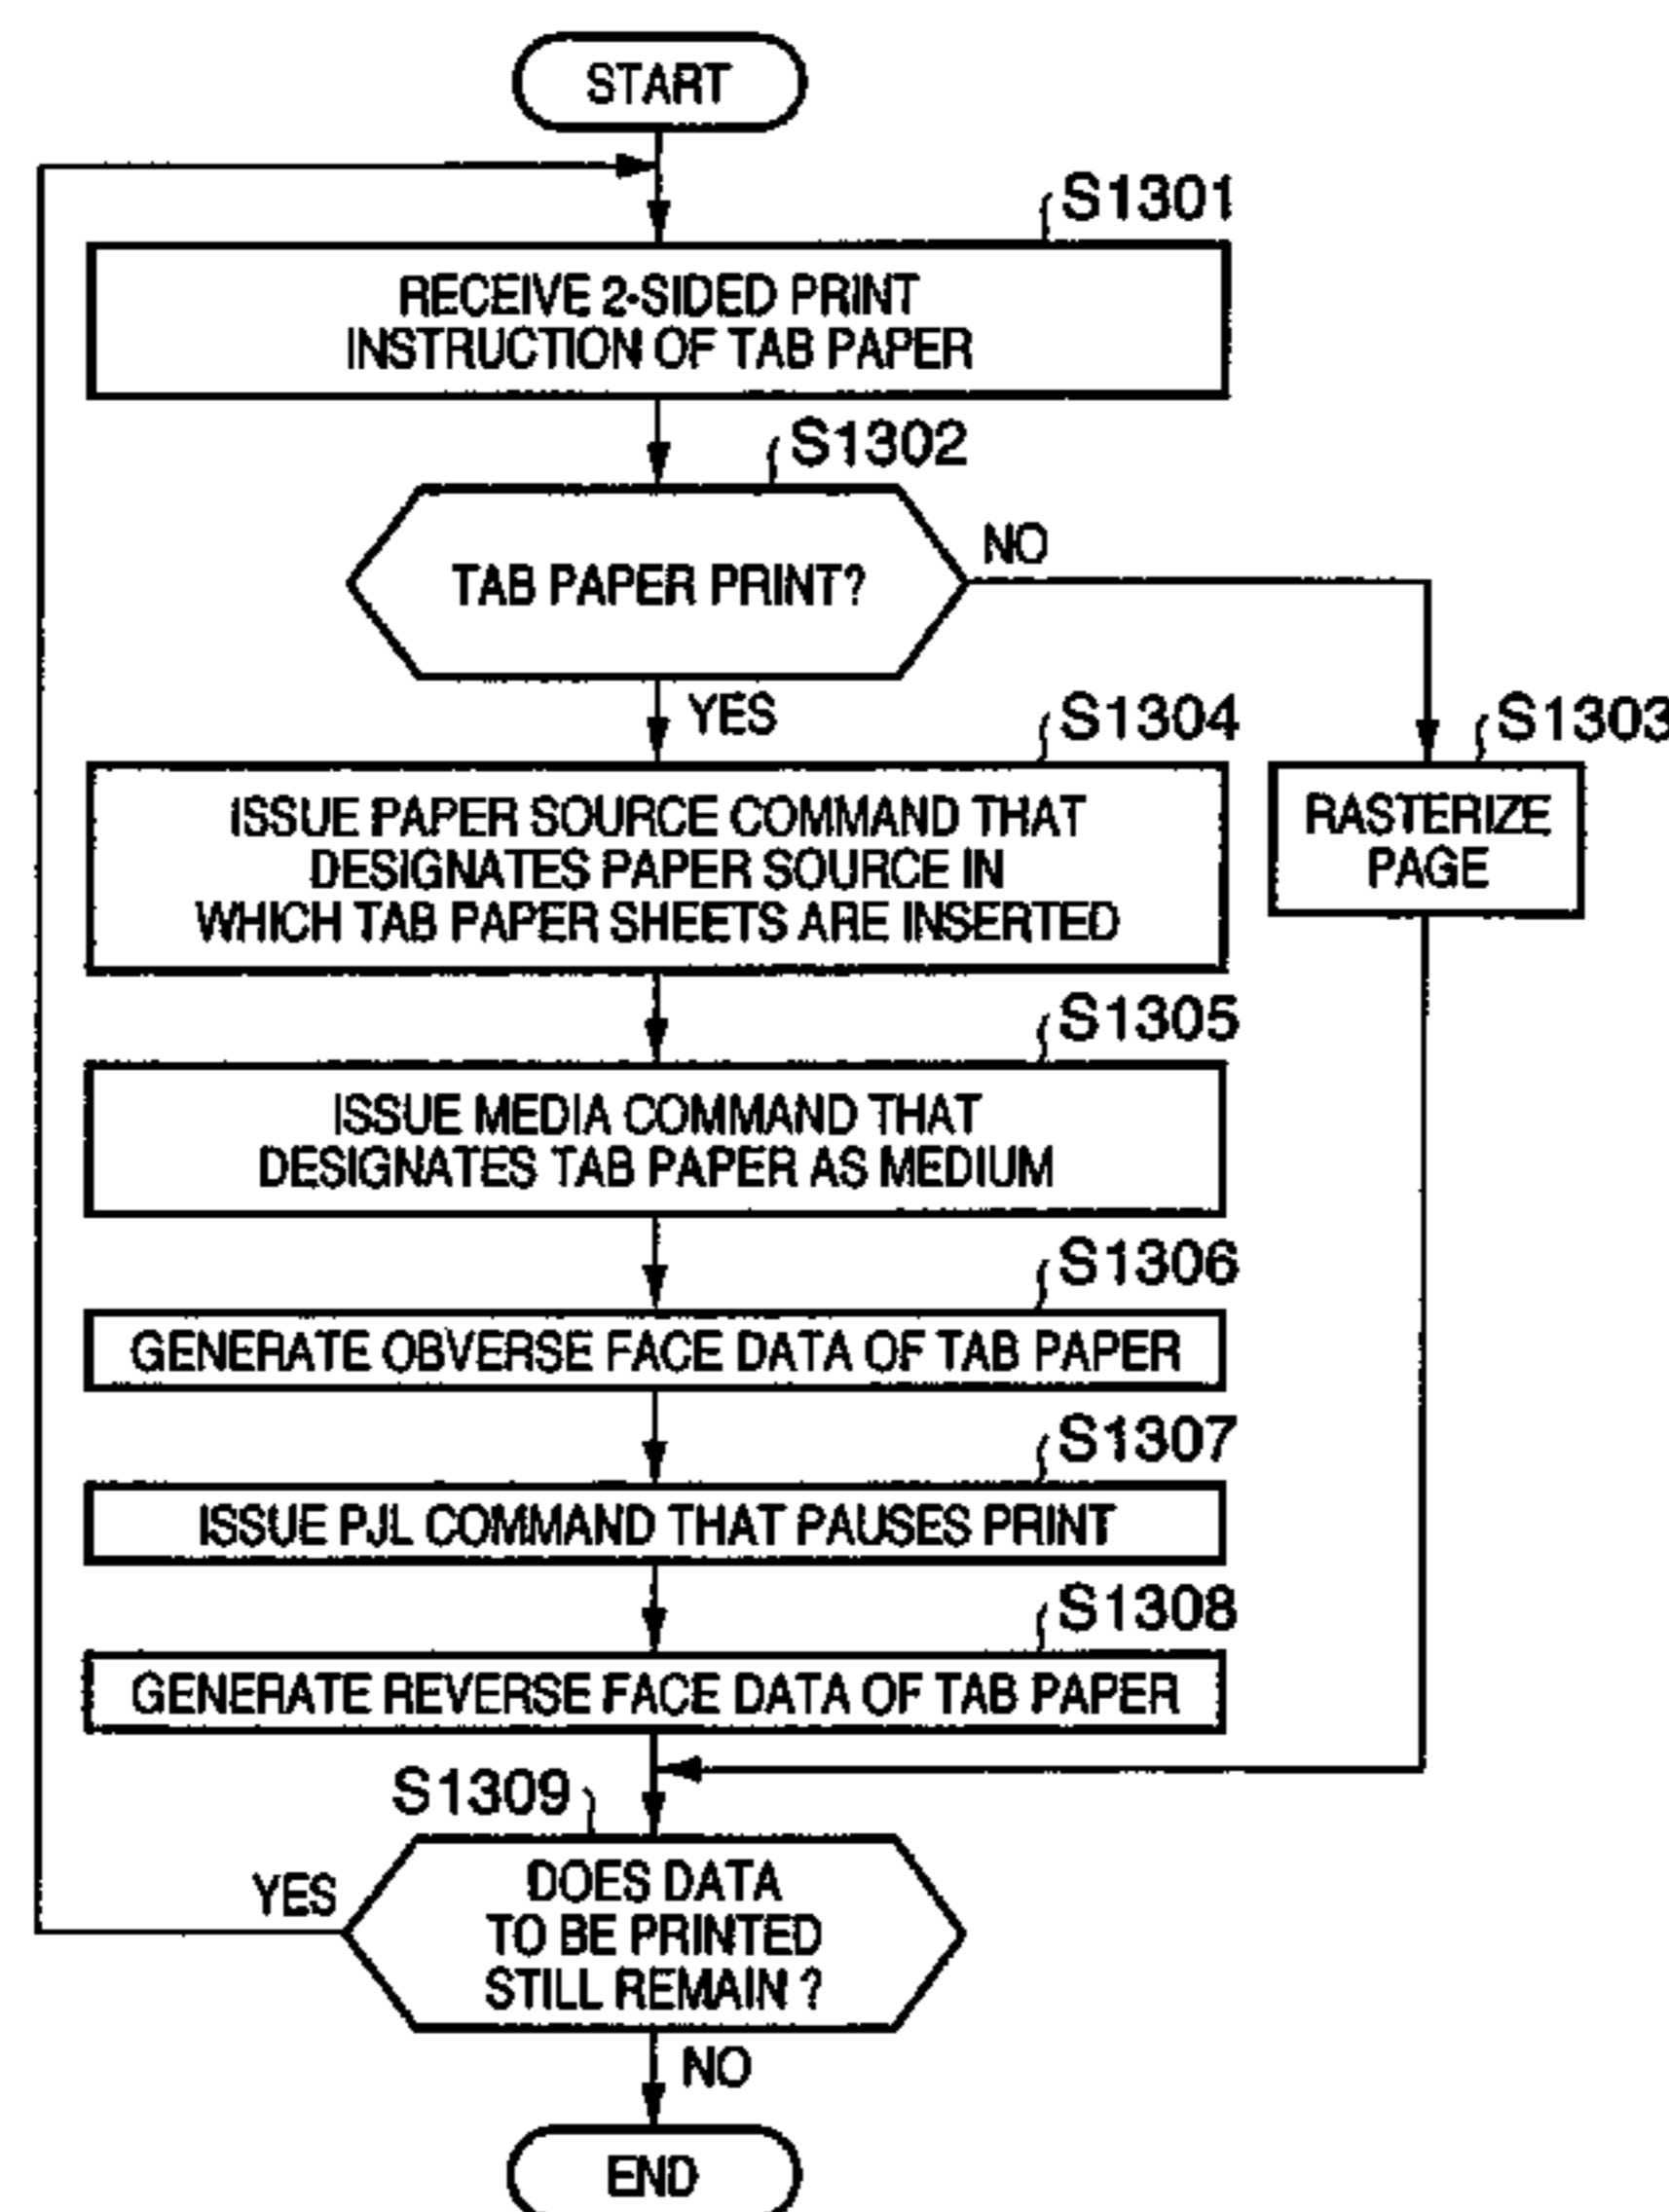 START
S1301
RECEIVE 2-SIDED PRINT
INSTRUCTION OF TAB PAPER
S1302
TAB PAPER PRINT?
NO
YES
S1304
S1303
ISSUE PAPER SOURCE COMMAND THAT
DESIGNATES PAPER SOURCE IN
WHICH TAB PAPER SHEETS ARE INSERTED
RASTERIZE
PAGE
S1305
ISSUE MEDIA COMMAND THAT
DESIGNATES TAB PAPER AS MEDIUM
S1306
GENERATE OBVERSE FACE DATA OF TAB PAPER
S1307
ISSUE PJL COMMAND THAT PAUSES PRINT
S1308
GENERATE REVERSE FACE DATA OF TAB PAPER
S1309
YES
DOES DATA
TO BE PRINTED
STILL REMAIN ?
NO
END